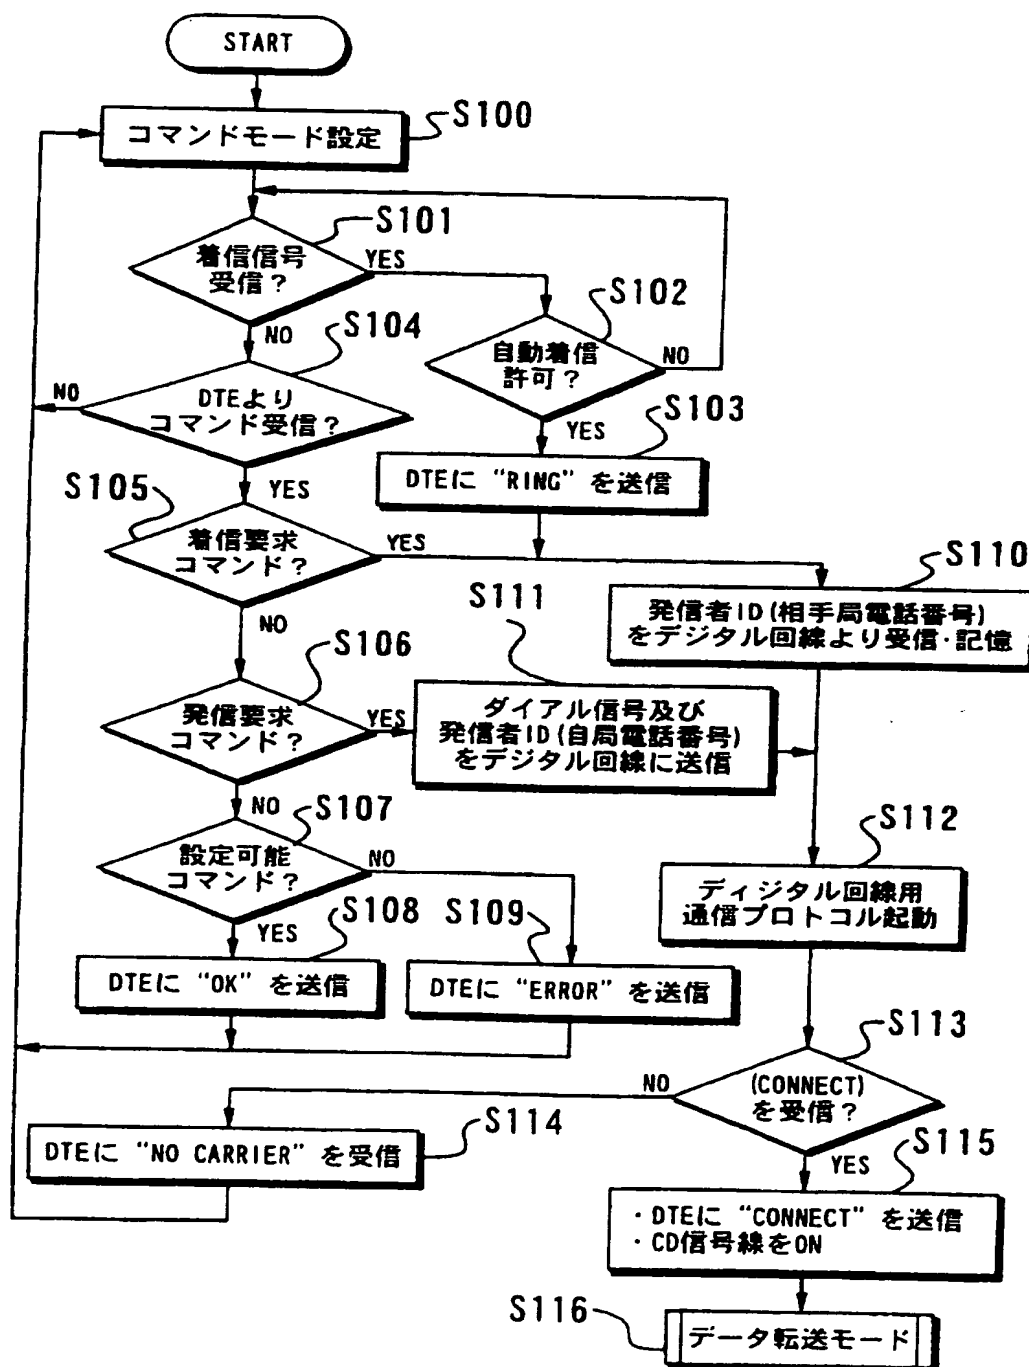 START
コマンドモード設定
S100
着信信号
受信?
S101
YES
NO
自動着信
許可?
S102
NO
YES
DTEより
コマンド受信?
S104
NO
YES
DTEに “RING” を送信
S103
着信要求
コマンド?
S105
YES
NO
発信者ID(相手局電話番号)
をデジタル回線より受信・記憶
S110
発信要求
コマンド?
S106
YES
NO
ダイアル信号及び
発信者ID(自局電話番号)
をデジタル回線に送信
S111
設定可能
コマンド?
S107
NO
YES
ディジタル回線用
通信プロトコル起動
S112
DTEに “OK” を送信
S108
DTEに “ERROR” を送信
S109
(CONNECT)
を受信?
S113
NO
YES
DTEに “NO CARRIER” を受信
S114
・DTEに “CONNECT” を送信
・CD信号線をON
S115
データ転送モード
S116